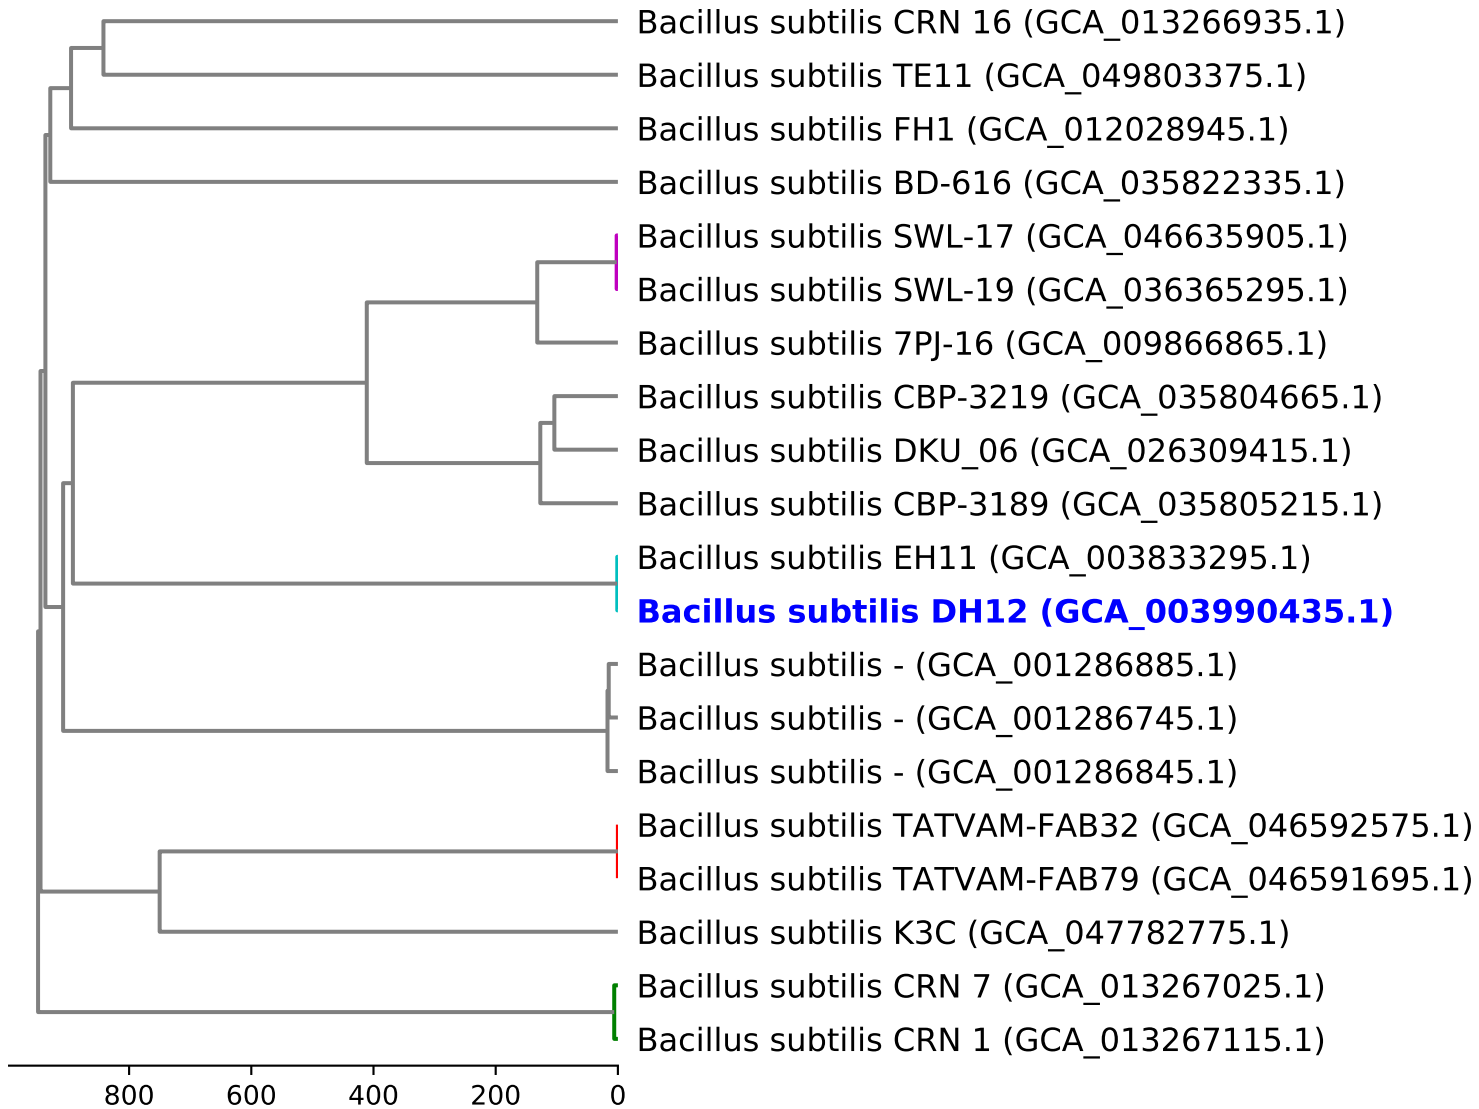 Bacillus subtilis CRN 16 (GCA_013266935.1)
Bacillus subtilis TE11 (GCA_049803375.1)
Bacillus subtilis FH1 (GCA_012028945.1)
Bacillus subtilis BD-616 (GCA_035822335.1)
Bacillus subtilis SWL-17 (GCA_046635905.1)
Bacillus subtilis SWL-19 (GCA_036365295.1)
Bacillus subtilis 7PJ-16 (GCA_009866865.1)
Bacillus subtilis CBP-3219 (GCA_035804665.1)
Bacillus subtilis DKU_06 (GCA_026309415.1)
Bacillus subtilis CBP-3189 (GCA_035805215.1)
Bacillus subtilis EH11 (GCA_003833295.1)
Bacillus subtilis DH12 (GCA_003990435.1)
Bacillus subtilis - (GCA_001286885.1)
Bacillus subtilis - (GCA_001286745.1)
Bacillus subtilis - (GCA_001286845.1)
Bacillus subtilis TATVAM-FAB32 (GCA_046592575.1)
Bacillus subtilis TATVAM-FAB79 (GCA_046591695.1)
Bacillus subtilis K3C (GCA_047782775.1)
Bacillus subtilis CRN 7 (GCA_013267025.1)
Bacillus subtilis CRN 1 (GCA_013267115.1)
800 600 400 200 0